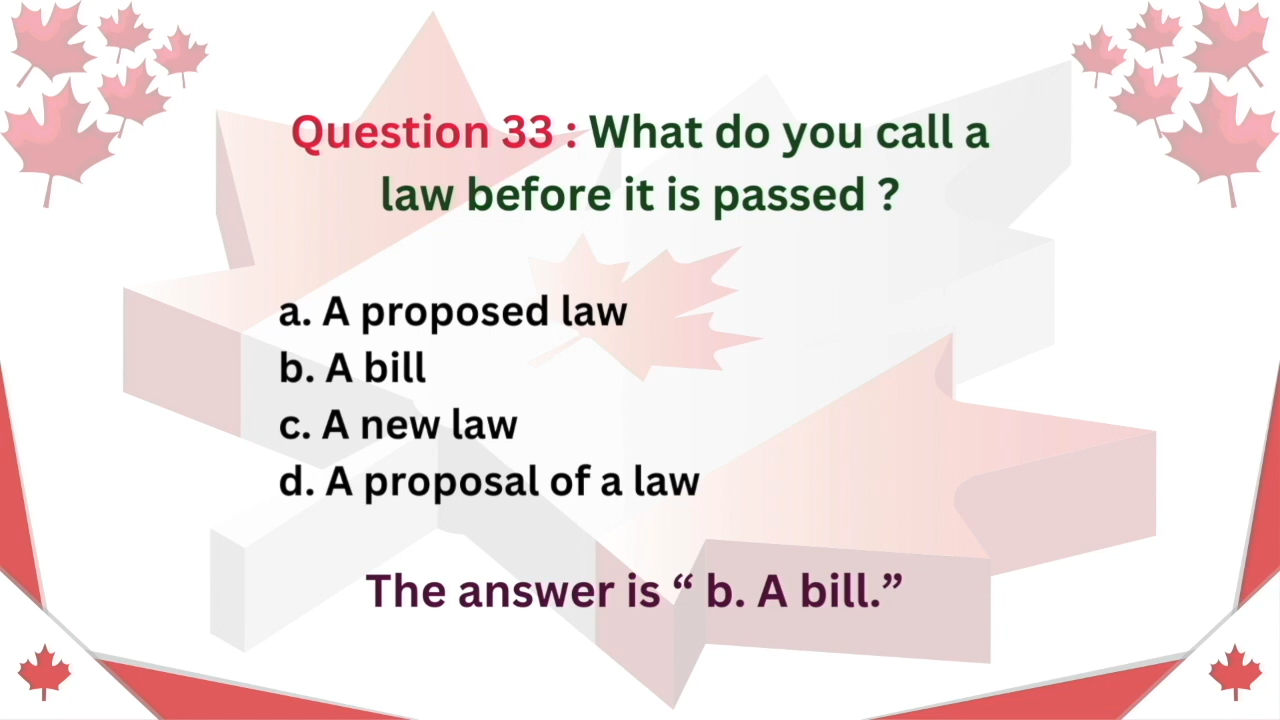 Question 33 : What do you call a
law before it is passed ?
a. A proposed law
b. A bill
c. A new law
d. A proposal of a law
The answer is “ b. A bill.”